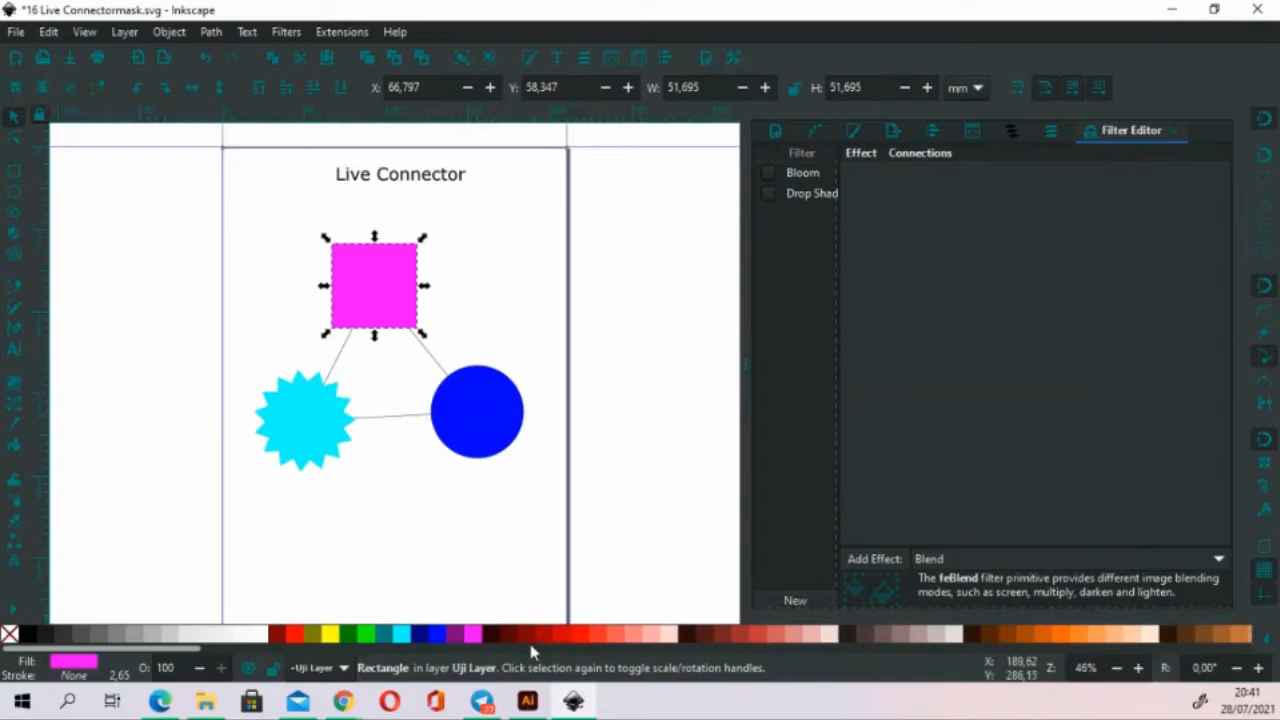 *16 Live Connectormask.svg - Inkscape
File Edit View Layer Object Path Text Filters Extensions Help
X: 66,797 Y: 58,347 W: 51,695 H: 51,695 mm
Filter Editor
Filter Effect Connections
Bloom
Drop Shad
Live Connector
Add Effect: Blend
The feBlend filter primitive provides different image blending
modes, such as screen, multiply, darken and lighten.
New
Fill:
Stroke: None 2,65 O: 100 Uji Layer Rectangle in layer Uji Layer. Click selection again to toggle scale/rotation handles. X: 189,62 Z: 46% R: 0,00°
Y: 286,15
Ai
20:41
28/07/2021